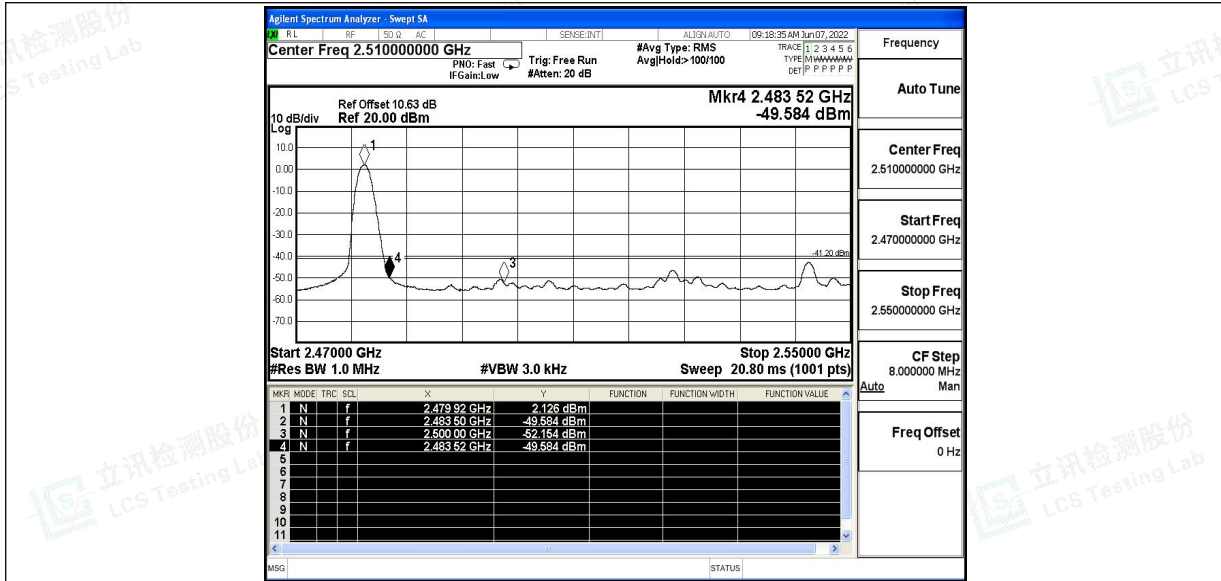 Agilent Spectrum Analyzer - Swept SA
LXI RL RF 50 Ω AC SENSE:INT ALIGN AUTO 09:18:35 AM Jun 07, 2022
Center Freq 2.510000000 GHz
PNO: Fast
IFGain:Low
Trig: Free Run
#Atten: 20 dB
#Avg Type: RMS
Avg|Hold:>100/100
TRACE 1 2 3 4 5 6
TYPE MWWWWW
DET P P P P P P
Ref Offset 10.63 dB
10 dB/div Ref 20.00 dBm
Log
Mkr4 2.483 52 GHz
-49.584 dBm
10.0
0.00
-10.0
-20.0
-30.0
-40.0
-50.0
-60.0
-70.0
1
4
3
-41.20 dBm
Start 2.47000 GHz Stop 2.55000 GHz
#Res BW 1.0 MHz #VBW 3.0 kHz Sweep 20.80 ms (1001 pts)
MKR MODE TRC SCL X Y FUNCTION FUNCTION WIDTH FUNCTION VALUE
1 N f 2.479 92 GHz 2.126 dBm
2 N f 2.483 50 GHz -49.584 dBm
3 N f 2.500 00 GHz -52.154 dBm
4 N f 2.483 52 GHz -49.584 dBm
5
6
7
8
9
10
11
MSG STATUS
Frequency
Auto Tune
Center Freq
2.510000000 GHz
Start Freq
2.470000000 GHz
Stop Freq
2.550000000 GHz
CF Step
8.000000 MHz
Auto Man
Freq Offset
0 Hz
讯检测股份
CS Testing Lab
立讯
LCS T
立讯检测股份
LCS Testing Lab
立讯检测股份
LCS Testing Lab